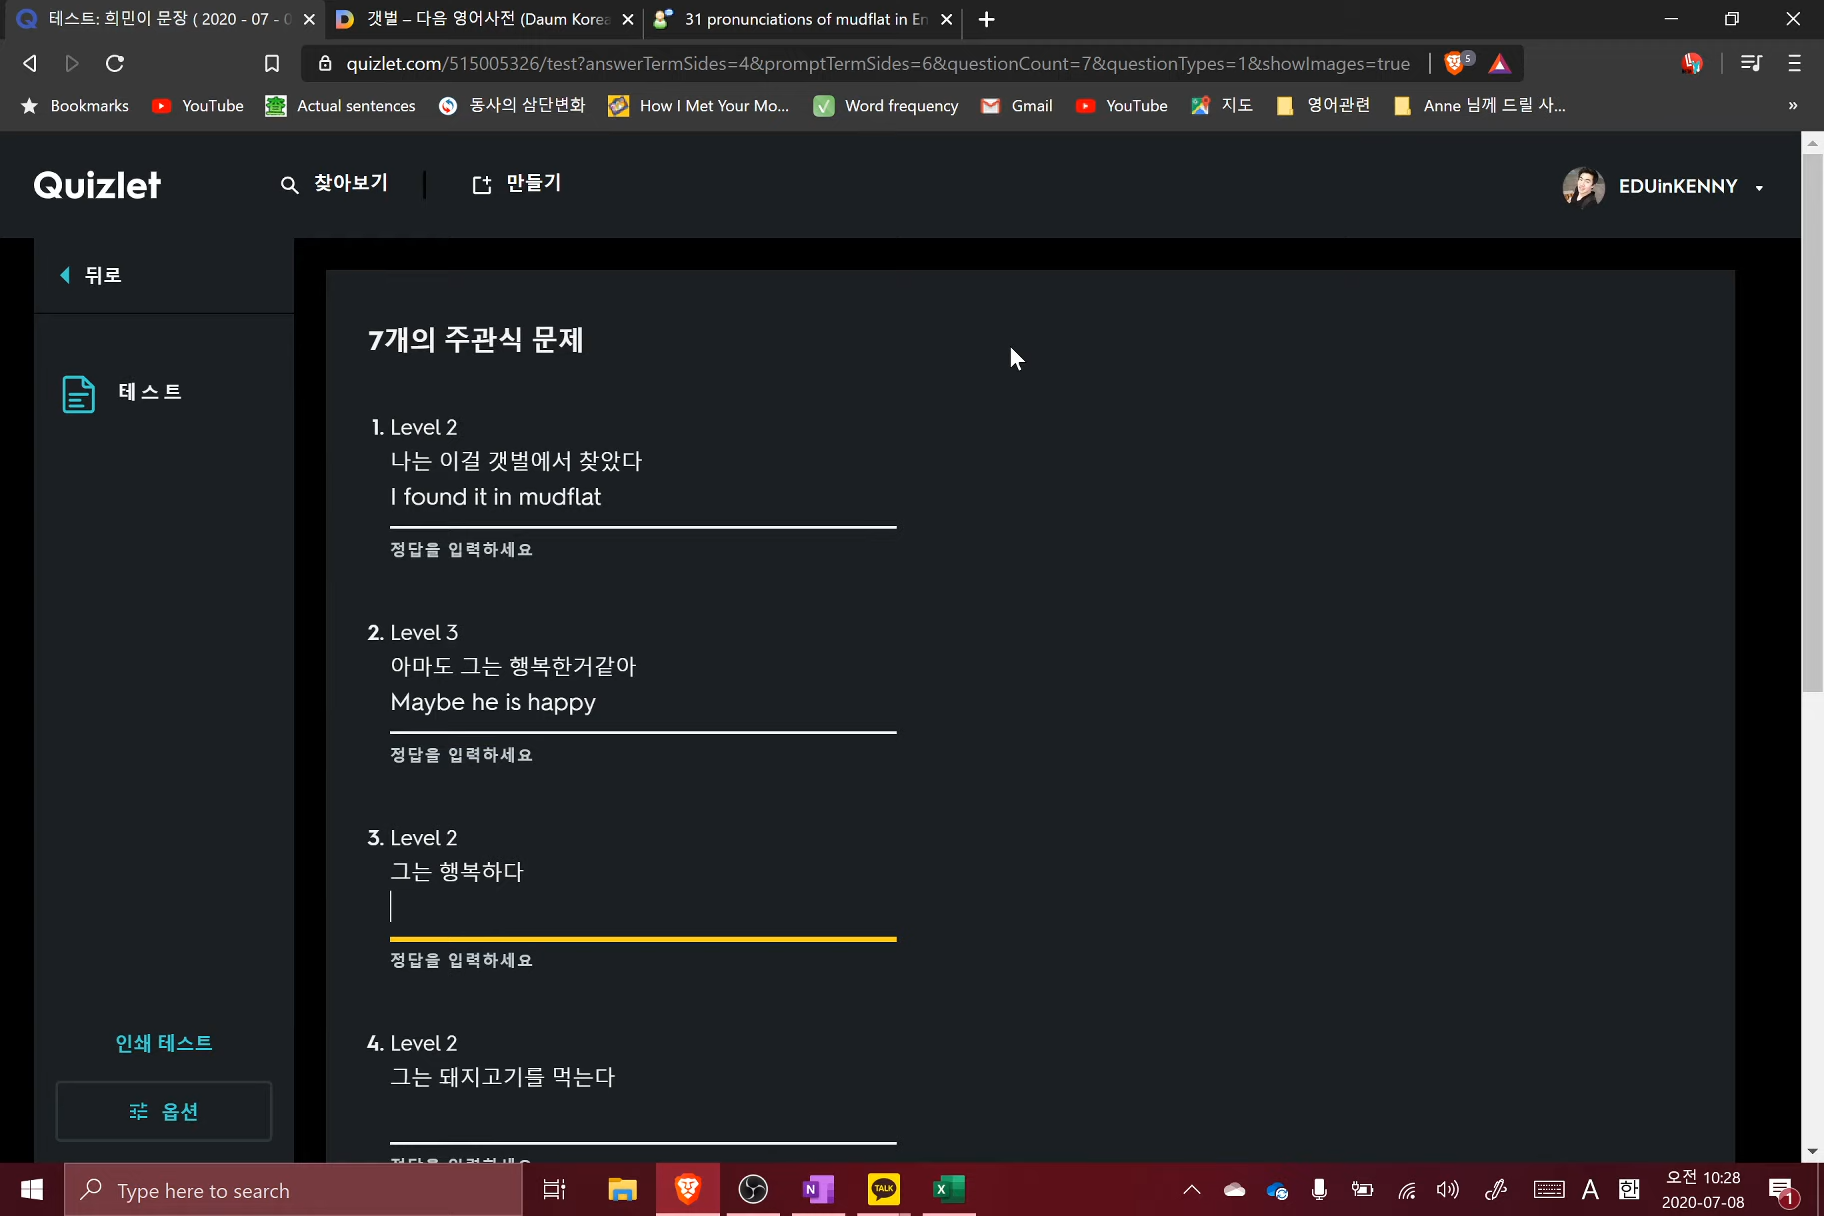 테스트: 희민이 문장 ( 2020 - 07 - 0
갯벌 – 다음 영어사전 (Daum Korea
31 pronunciations of mudflat in En
quizlet.com/515005326/test?answerTermSides=4&promptTermSides=6&questionCount=7&questionTypes=1&showImages=true
5
Bookmarks
YouTube
Actual sentences
동사의 삼단변화
How I Met Your Mo...
Word frequency
Gmail
YouTube
지도
영어관련
Anne 님께 드릴 사...
»
Quizlet
찾아보기
만들기
EDUinKENNY
뒤로
테스트
7개의 주관식 문제
1. Level 2
나는 이걸 갯벌에서 찾았다
I found it in mudflat
정답을 입력하세요
2. Level 3
아마도 그는 행복한거같아
Maybe he is happy
정답을 입력하세요
3. Level 2
그는 행복하다
정답을 입력하세요
4. Level 2
그는 돼지고기를 먹는다
인쇄 테스트
옵션
Type here to search
N
TALK
X
A
한
오전 10:28
2020-07-08
1